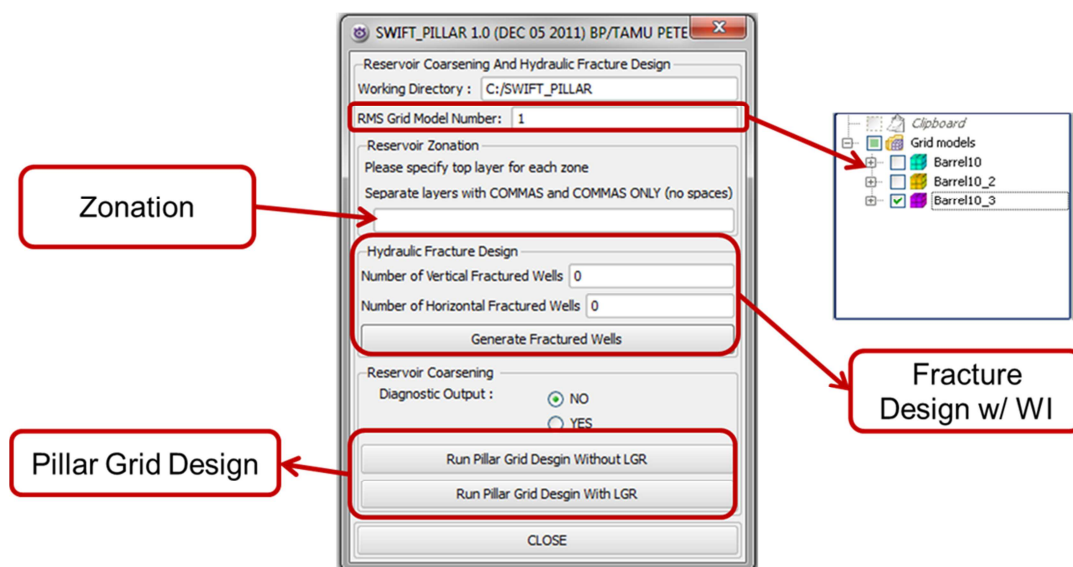 SWIFT_PILLAR 1.0 (DEC 05 2011) BP/TAMU PETE
Reservoir Coarsening And Hydraulic Fracture Design
Working Directory : C:/SWIFT_PILLAR
RMS Grid Model Number: 1
Reservoir Zonation
Please specify top layer for each zone
Separate layers with COMMAS and COMMAS ONLY (no spaces)
Hydraulic Fracture Design
Number of Vertical Fractured Wells 0
Number of Horizontal Fractured Wells 0
Generate Fractured Wells
Reservoir Coarsening
Diagnostic Output :
NO
YES
Run Pillar Grid Desgin Without LGR
Run Pillar Grid Desgin With LGR
CLOSE
Zonation
Pillar Grid Design
Clipboard
Grid models
Barrel10
Barrel10_2
Barrel10_3
Fracture
Design w/ WI